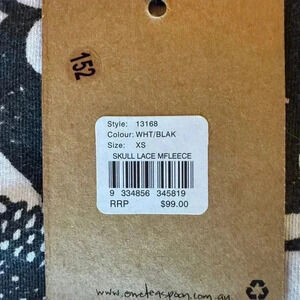 152
Style: 13168
Colour: WHT/BLAK
Size: XS
SKULL LACE MFLEECE
9 334856 345819
RRP $99.00
www.oneteaspoon.com.au